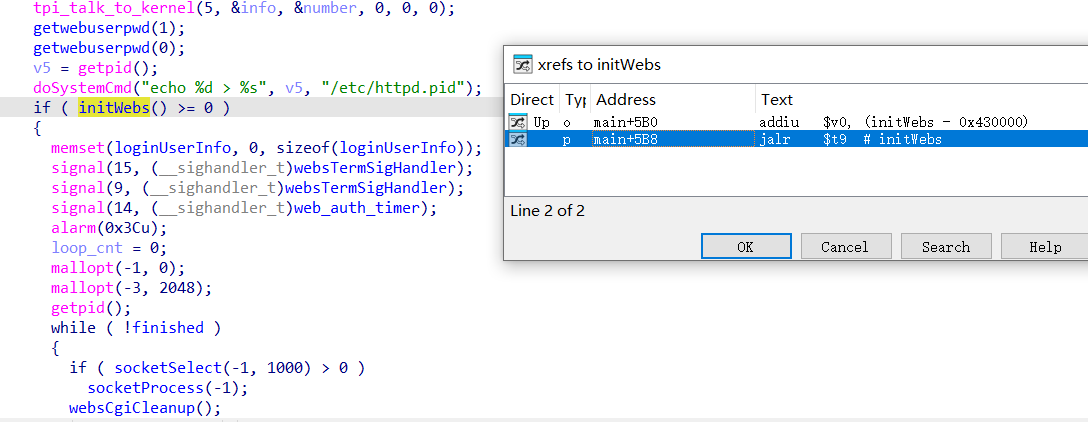 tpi_talk_to_kernel(5, &info, &number, 0, 0, 0);
getwebuserpwd(1);
getwebuserpwd(0);
v5 = getpid();
doSystemCmd("echo %d > %s", v5, "/etc/httpd.pid");
if ( initWebs() >= 0 )
{
memset(loginUserInfo, 0, sizeof(loginUserInfo));
signal(15, (__sighandler_t)websTermSigHandler);
signal(9, (__sighandler_t)websTermSigHandler);
signal(14, (__sighandler_t)web_auth_timer);
alarm(0x3Cu);
loop_cnt = 0;
mallopt(-1, 0);
mallopt(-3, 2048);
getpid();
while ( !finished )
{
if ( socketSelect(-1, 1000) > 0 )
socketProcess(-1);
websCgiCleanup();
xrefs to initWebs
Direct Ty Address Text
Up o main+5B0 addiu $v0, (initWebs - 0x430000)
p main+5B8 jalr $t9 # initWebs
Line 2 of 2
OK Cancel Search Help